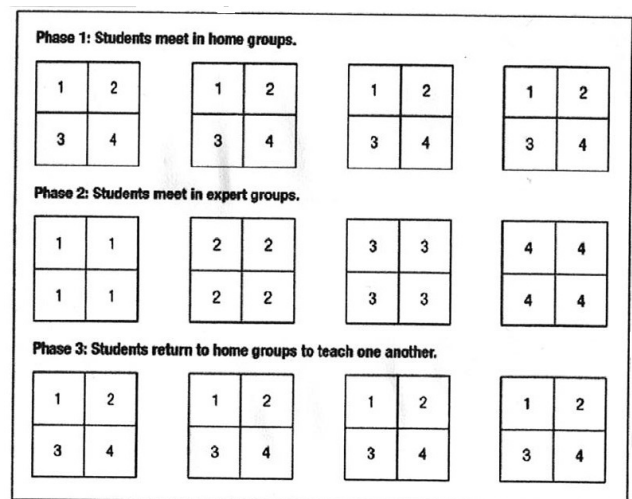 Phase 1: Students meet in home groups.
1 2 1 2 1 2 1 2
3 4 3 4 3 4 3 4
Phase 2: Students meet in expert groups.
1 1 2 2 3 3 4 4
1 1 2 2 3 3 4 4
Phase 3: Students return to home groups to teach one another.
1 2 1 2 1 2 1 2
3 4 3 4 3 4 3 4